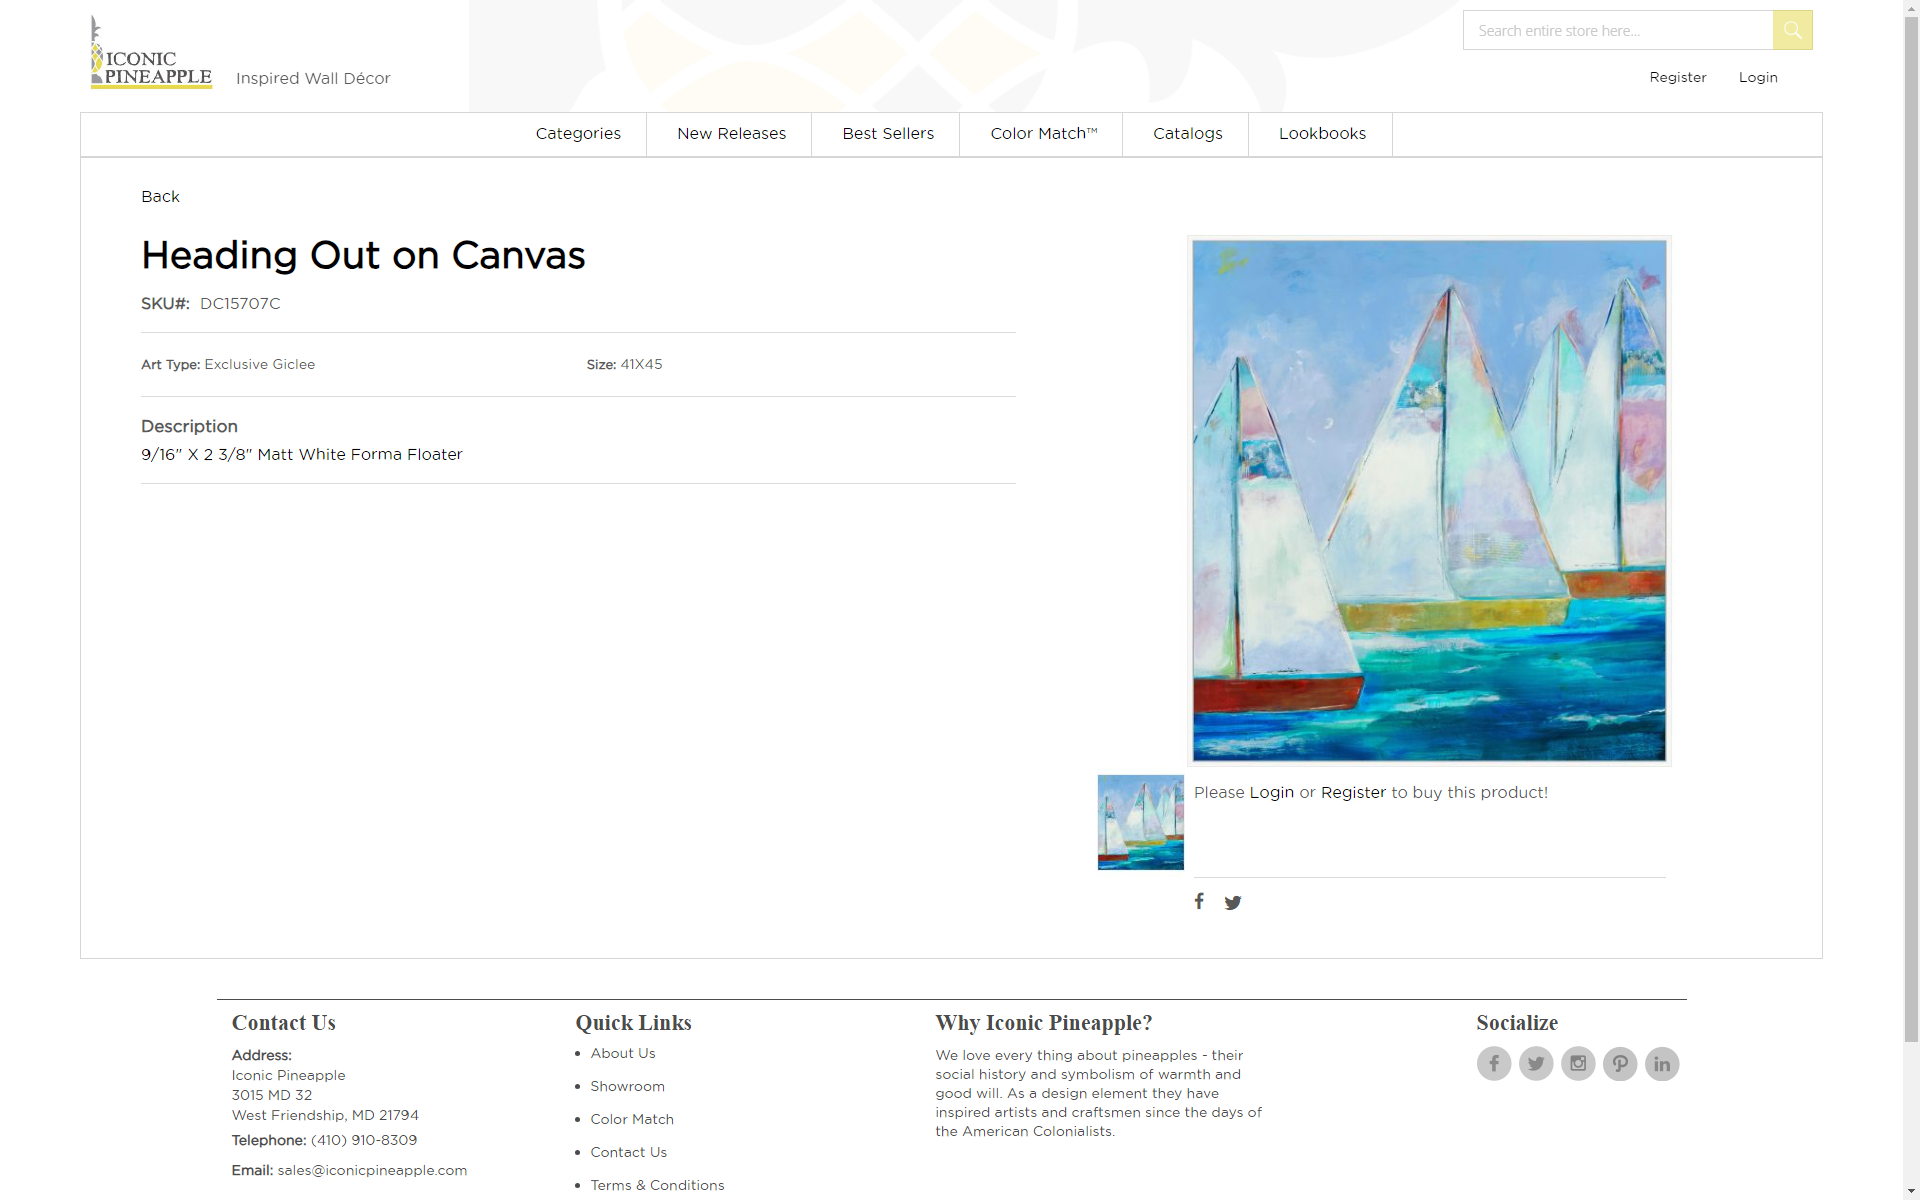 ICONIC
PINEAPPLE
Inspired Wall Décor
Search entire store here...
Register
Login
Categories
New Releases
Best Sellers
Color Match™
Catalogs
Lookbooks
Back
Heading Out on Canvas
SKU#: DC15707C
Art Type: Exclusive Giclee
Size: 41X45
Description
9/16" X 2 3/8" Matt White Forma Floater
Please Login or Register to buy this product!
Contact Us
Address:
Iconic Pineapple
3015 MD 32
West Friendship, MD 21794
Telephone: (410) 910-8309
Email: sales@iconicpineapple.com
Quick Links
About Us
Showroom
Color Match
Contact Us
Terms & Conditions
Why Iconic Pineapple?
We love every thing about pineapples - their
social history and symbolism of warmth and
good will. As a design element they have
inspired artists and craftsmen since the days of
the American Colonialists.
Socialize